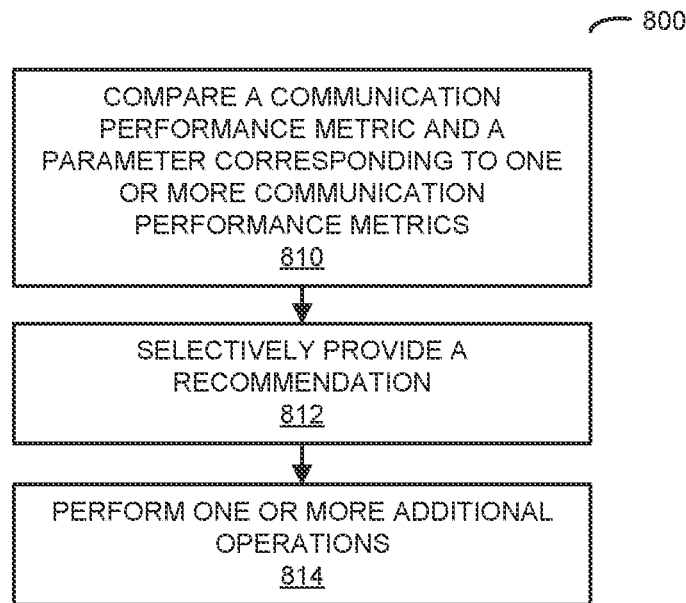 800
COMPARE A COMMUNICATION
PERFORMANCE METRIC AND A
PARAMETER CORRESPONDING TO ONE
OR MORE COMMUNICATION
PERFORMANCE METRICS
810
SELECTIVELY PROVIDE A
RECOMMENDATION
812
PERFORM ONE OR MORE ADDITIONAL
OPERATIONS
814